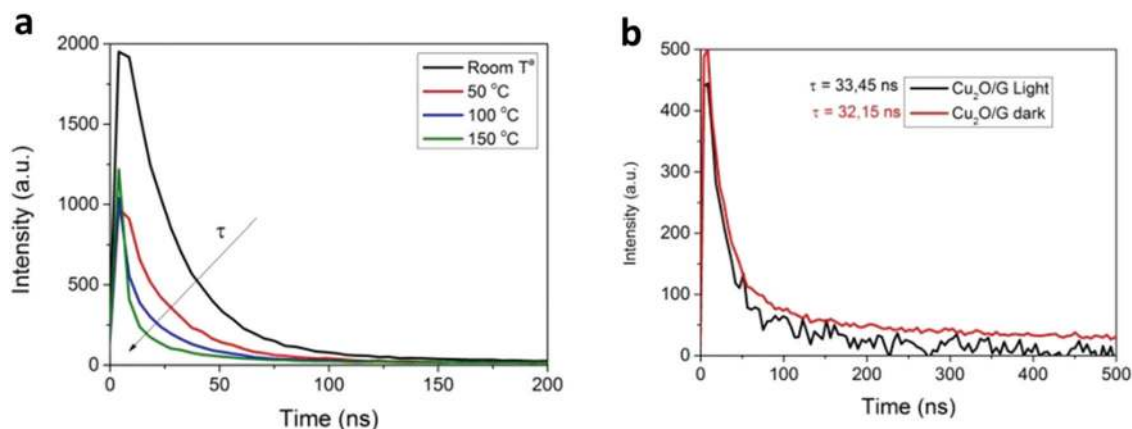 a
2000
1500
1000
500
0
Intensity (a.u.)
Room Tª
50 °C
100 °C
150 °C
τ
0 50 100 150 200
Time (ns)
b
500
400
300
200
100
0
Intensity (a.u.)
τ = 33,45 ns
τ = 32,15 ns
Cu₂O/G Light
Cu₂O/G dark
0 100 200 300 400 500
Time (ns)